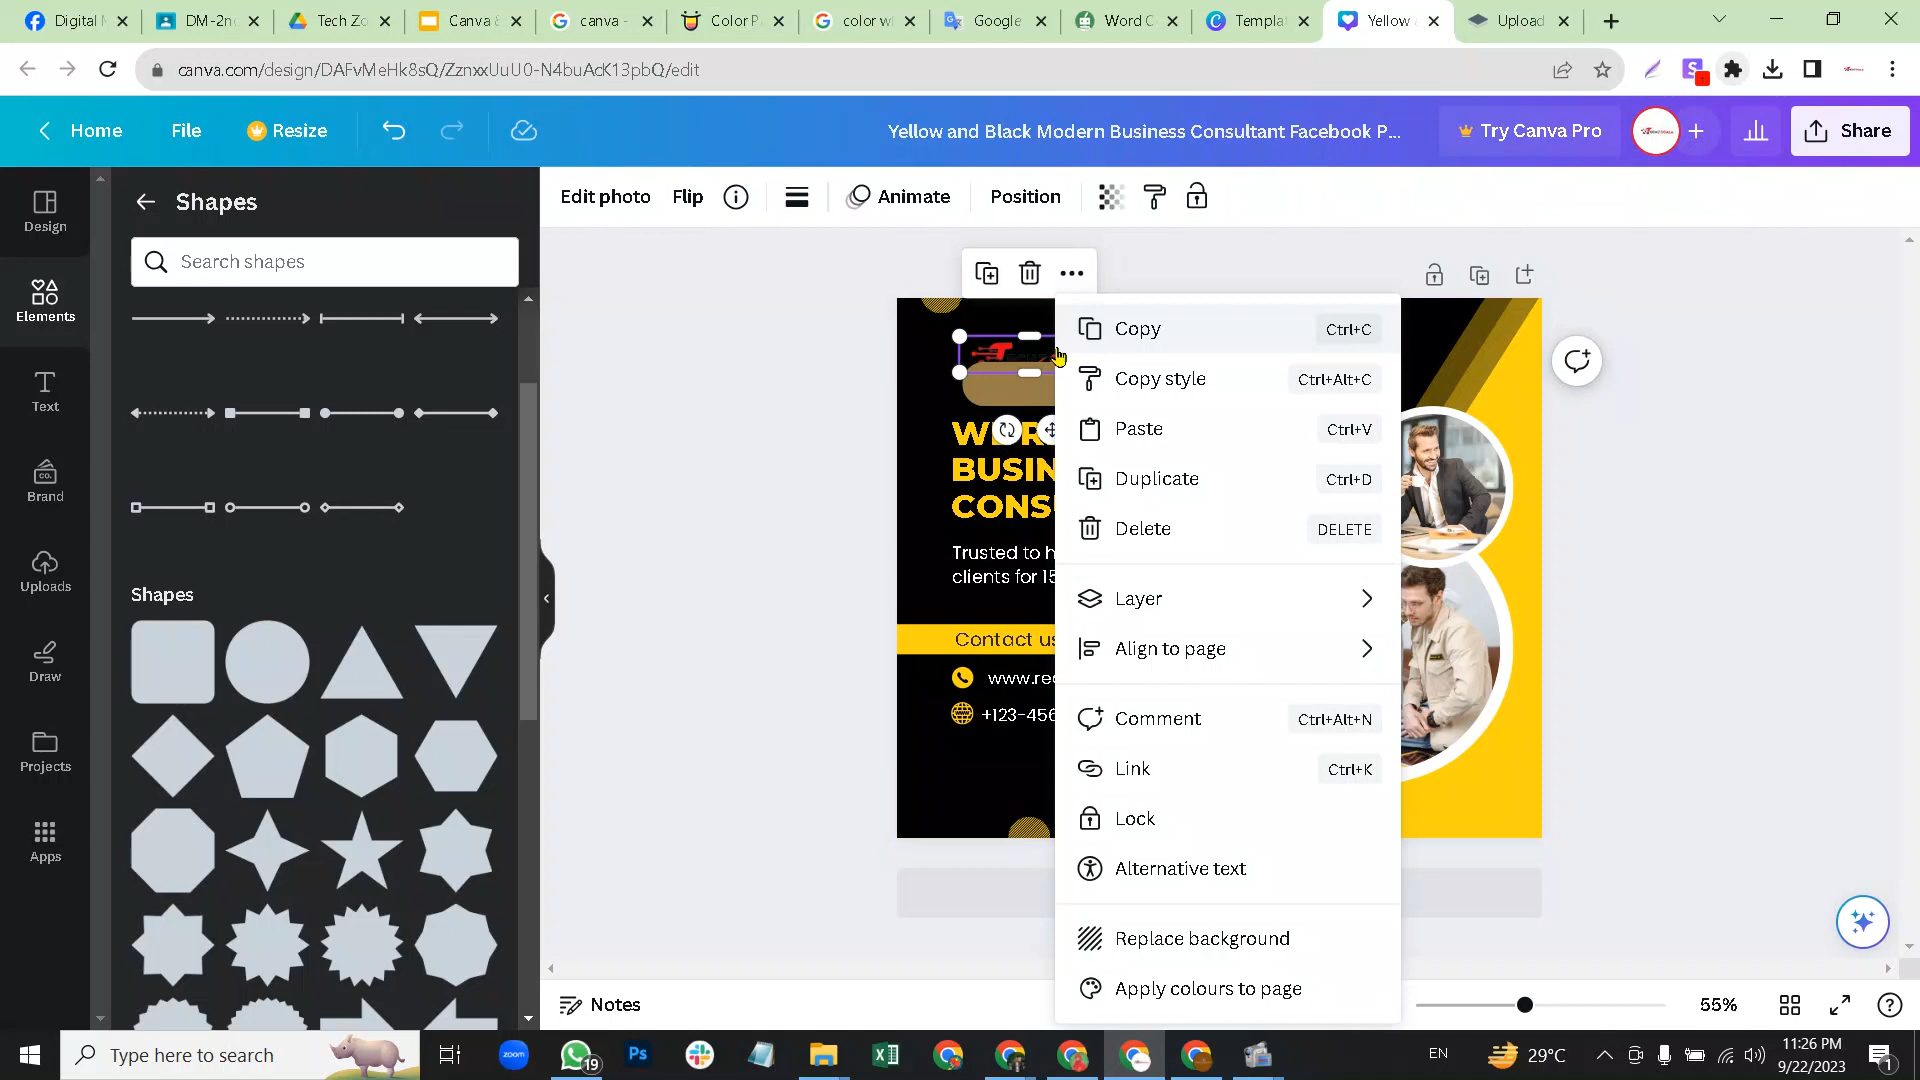 Digital M
DM-2n
Tech Zo
Canva &
canva -
Color P
color w
Google
Word C
Templa
Yellow
Upload
canva.com/design/DAFvMeHk8sQ/ZznxxUuU0-N4buAcK13pbQ/edit
Home
File
Resize
Yellow and Black Modern Business Consultant Facebook P...
Try Canva Pro
Share
Design
Elements
Text
Brand
Uploads
Draw
Projects
Apps
Shapes
Search shapes
Shapes
Edit photo
Flip
Animate
Position
Copy Ctrl+C
Copy style Ctrl+Alt+C
Paste Ctrl+V
Duplicate Ctrl+D
Delete DELETE
Layer
Align to page
Comment Ctrl+Alt+N
Link Ctrl+K
Lock
Alternative text
Replace background
Apply colours to page
BUSIN
CONSU
Trusted to h
clients for 15
Contact us
www.rea
+123-456
Notes
55%
Type here to search
zoom
19
Ps
EN
29°C
11:26 PM
9/22/2023
1